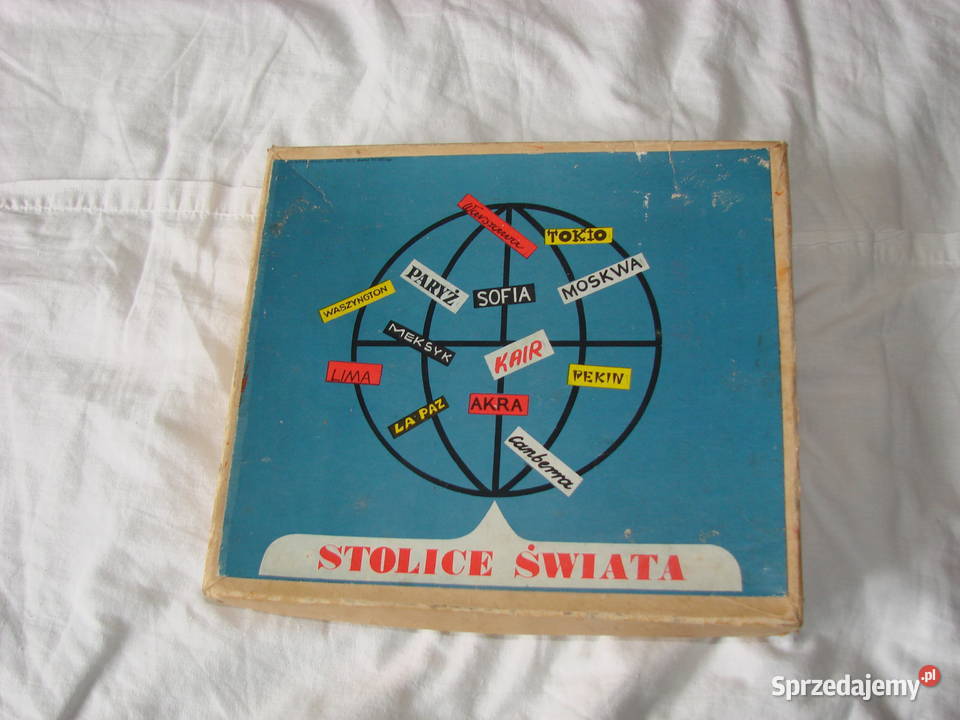 Warszawa
TOKIO
MOSKWA
PARYŻ
SOFIA
WASZYNGTON
MEKSYK
KAIR
LIMA
PEKIN
LA PAZ
AKRA
canberra
STOLICE ŚWIATA
Sprzedajemy.pl